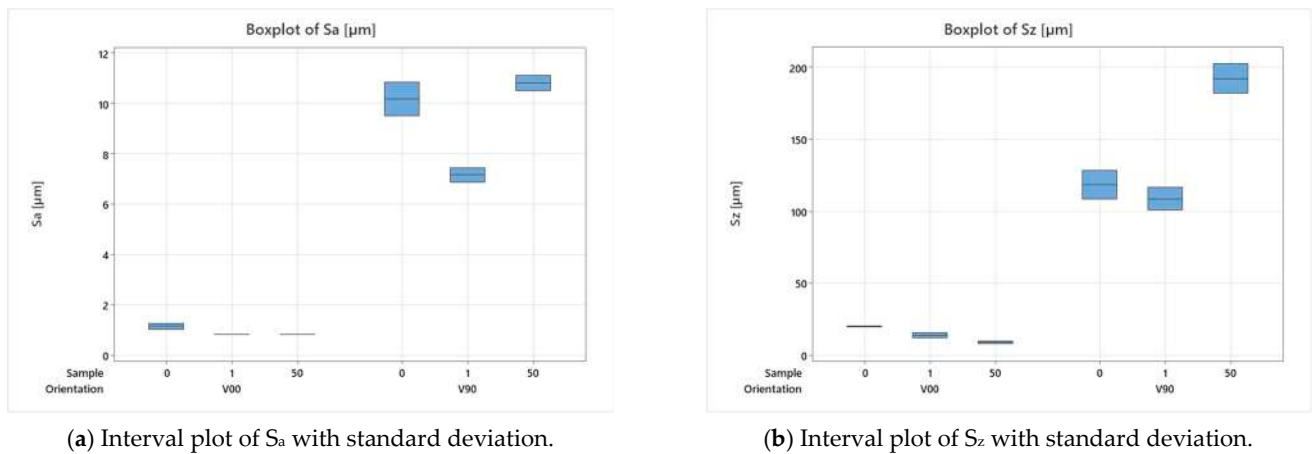 Boxplot of Sa [µm]
12
10
8
6
4
2
0
Sa [µm]
Sample 0 1 50 0 1 50
Orientation V00 V90
(a) Interval plot of Sa with standard deviation.
Boxplot of Sz [µm]
200
150
100
50
0
Sz [µm]
Sample 0 1 50 0 1 50
Orientation V00 V90
(b) Interval plot of Sz with standard deviation.